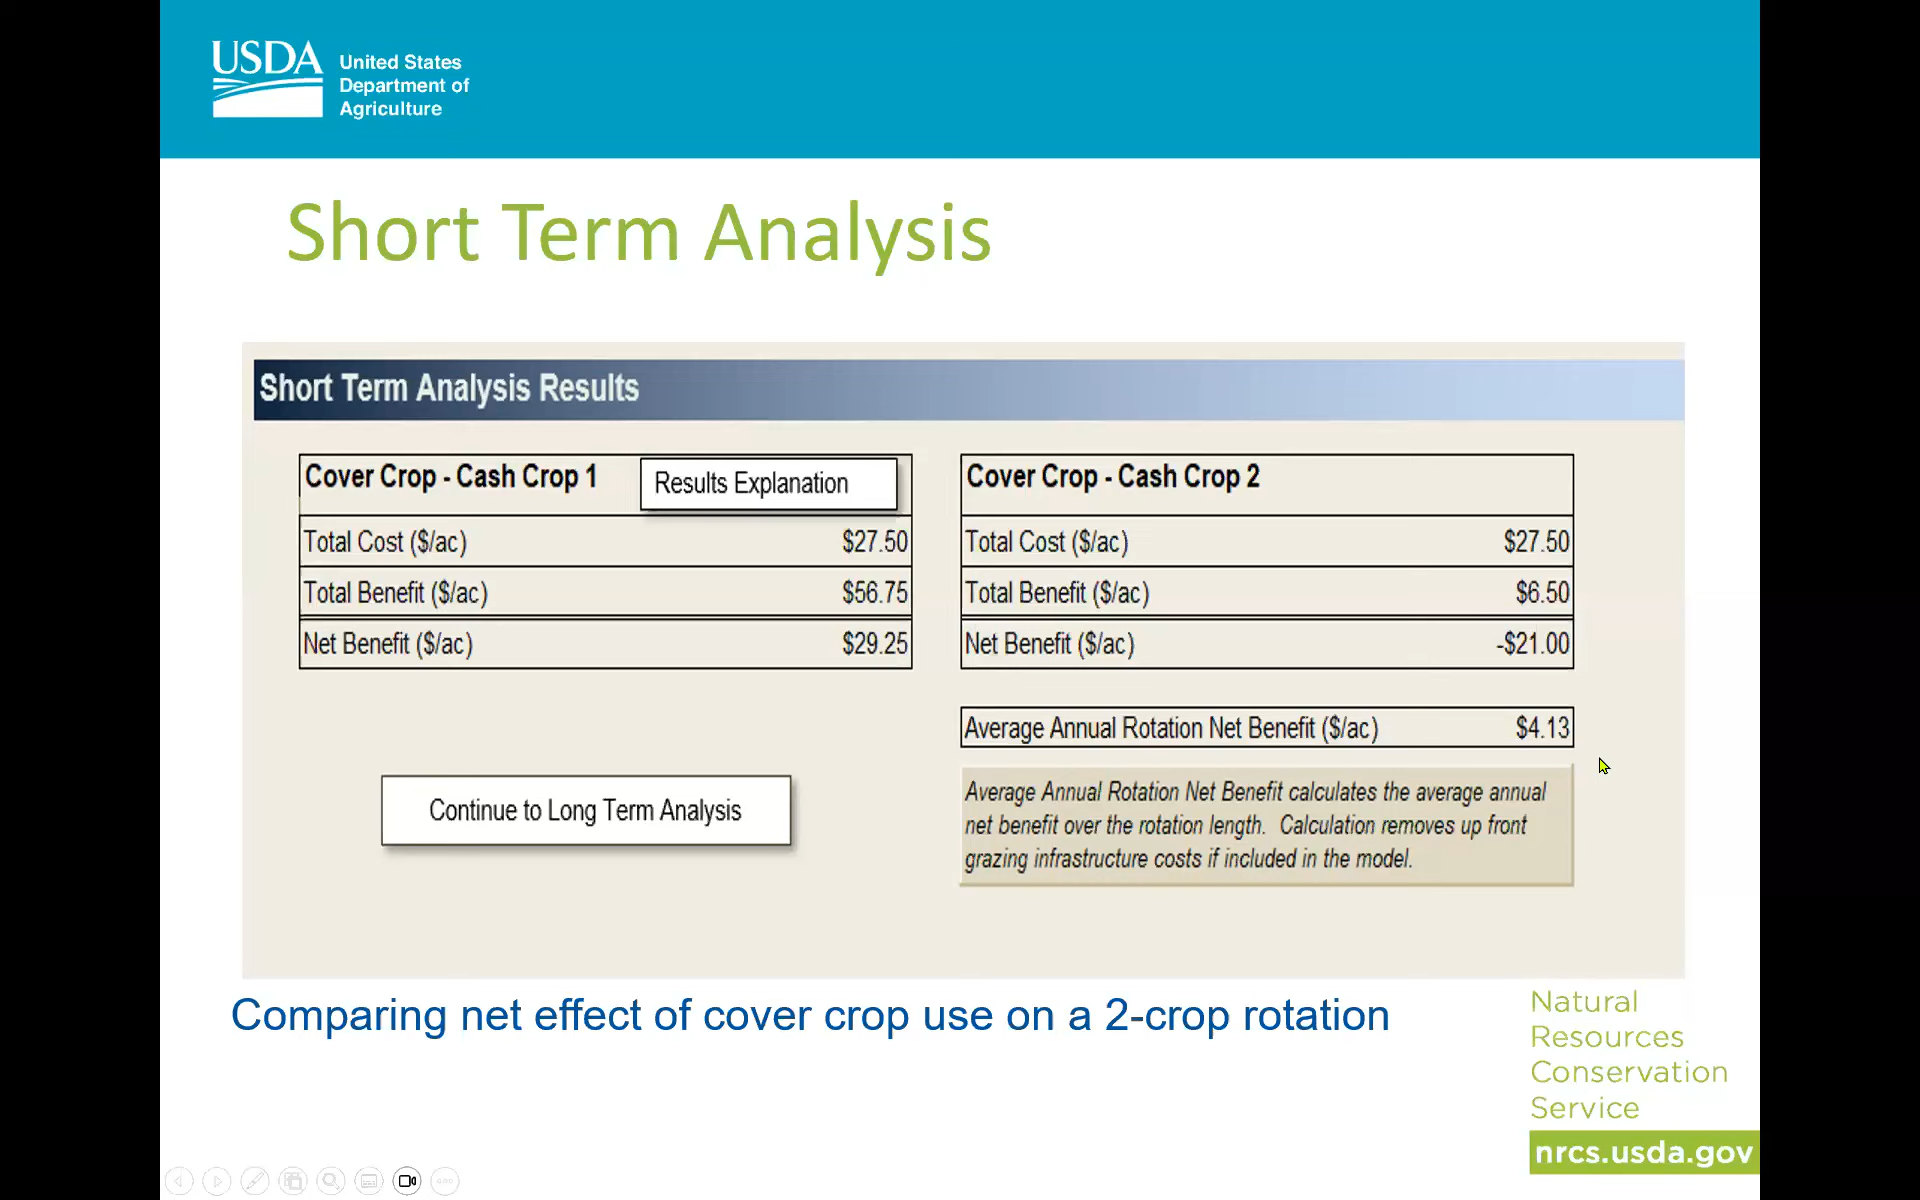 USDA
United States
Department of
Agriculture
Short Term Analysis
Short Term Analysis Results
Cover Crop - Cash Crop 1
Results Explanation
Total Cost ($/ac) $27.50
Total Benefit ($/ac) $56.75
Net Benefit ($/ac) $29.25
Cover Crop - Cash Crop 2
Total Cost ($/ac) $27.50
Total Benefit ($/ac) $6.50
Net Benefit ($/ac) -$21.00
Average Annual Rotation Net Benefit ($/ac) $4.13
Continue to Long Term Analysis
Average Annual Rotation Net Benefit calculates the average annual
net benefit over the rotation length. Calculation removes up front
grazing infrastructure costs if included in the model.
Comparing net effect of cover crop use on a 2-crop rotation
Natural
Resources
Conservation
Service
nrcs.usda.gov